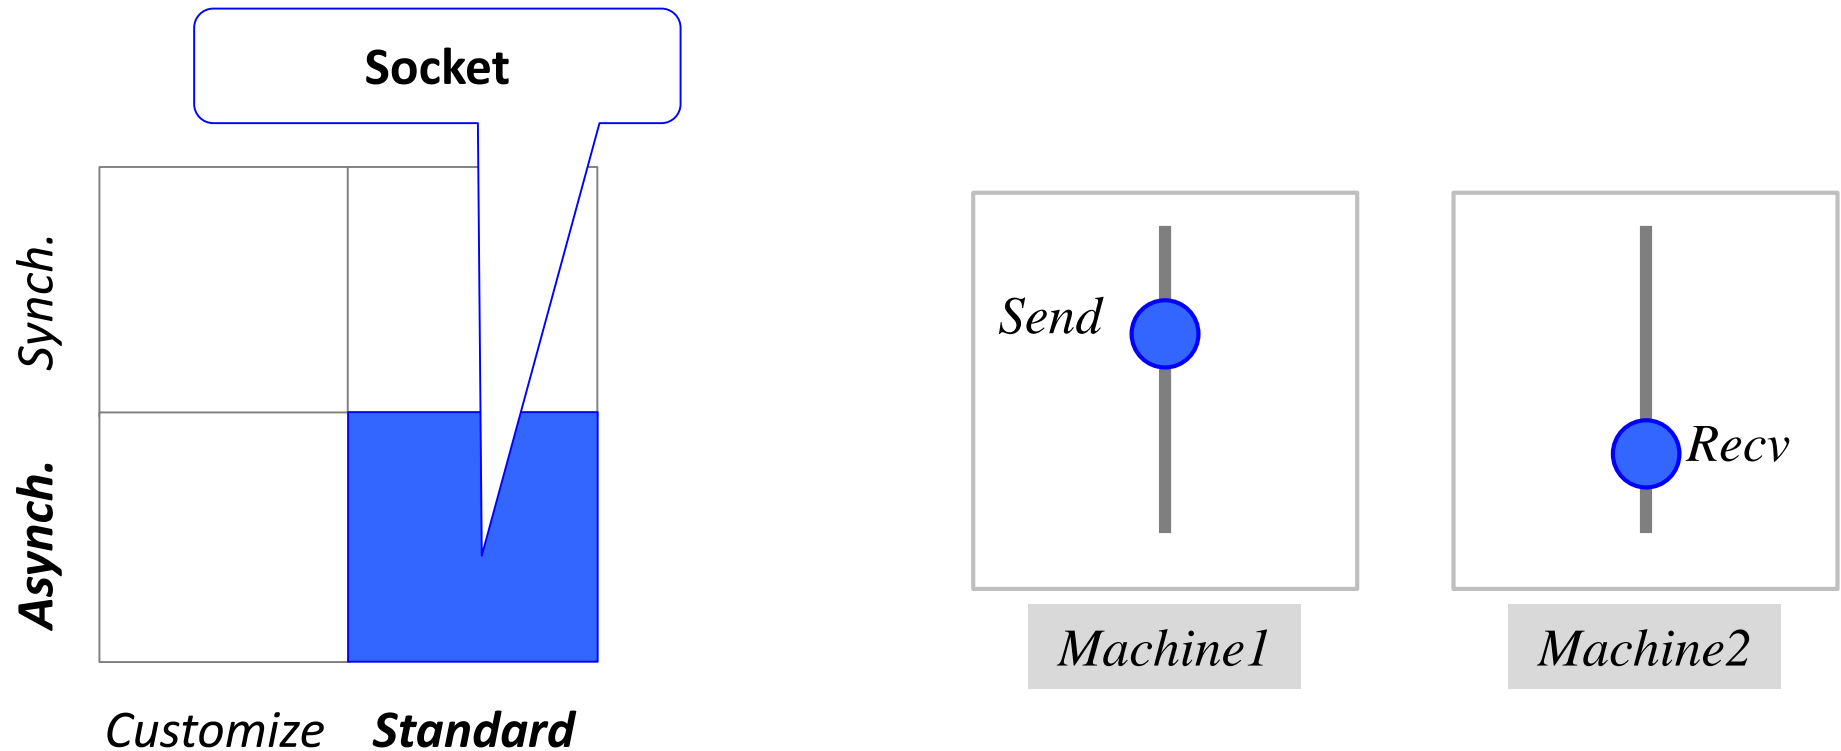 Socket
Synch.
Asynch.
Customize
Standard
Send
Recv
Machine1
Machine2